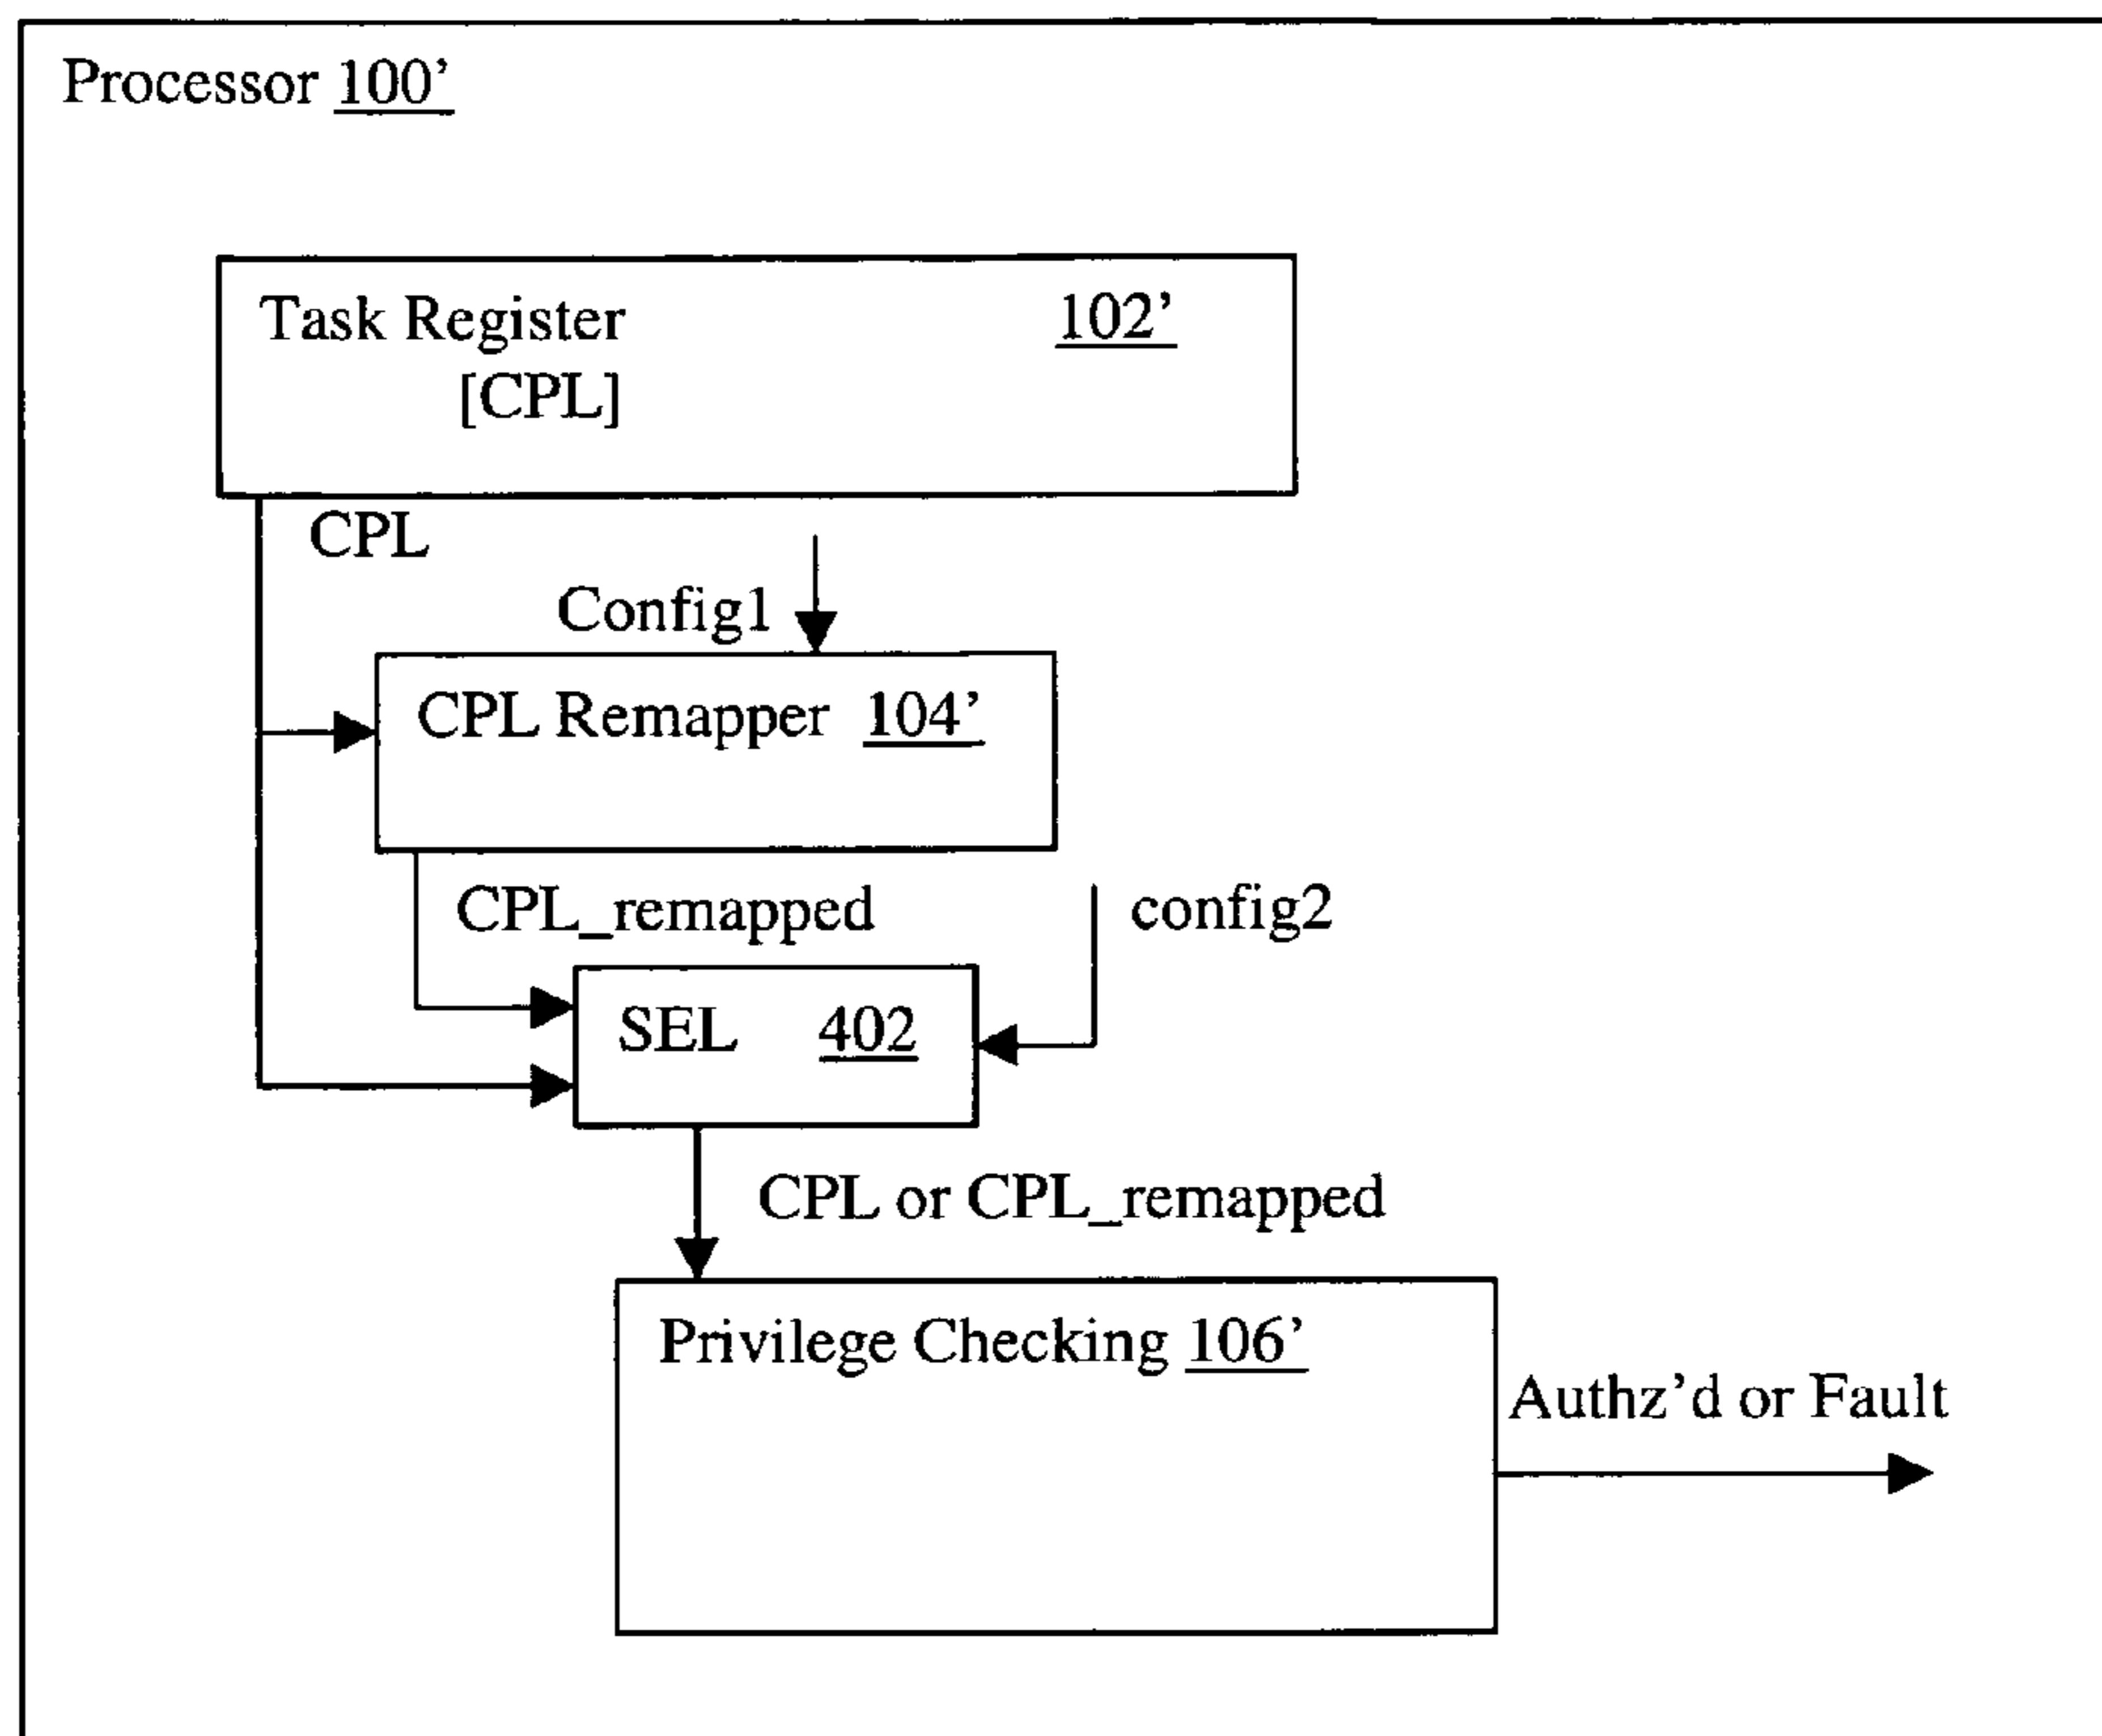 Processor 100’
Task Register 102’
[CPL]
CPL
Config1
CPL Remapper 104’
CPL_remapped
config2
SEL 402
CPL or CPL_remapped
Privilege Checking 106’
Authz’d or Fault